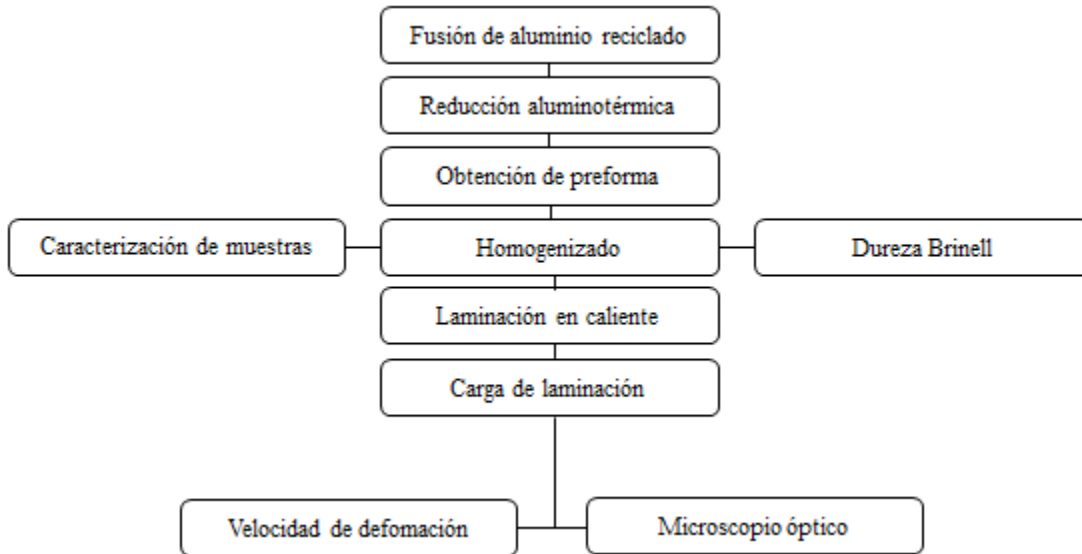 Fusión de aluminio reciclado
Reducción aluminotérmica
Obtención de preforma
Caracterización de muestras
Homogenizado
Dureza Brinell
Laminación en caliente
Carga de laminación
Velocidad de defomación
Microscopio óptico